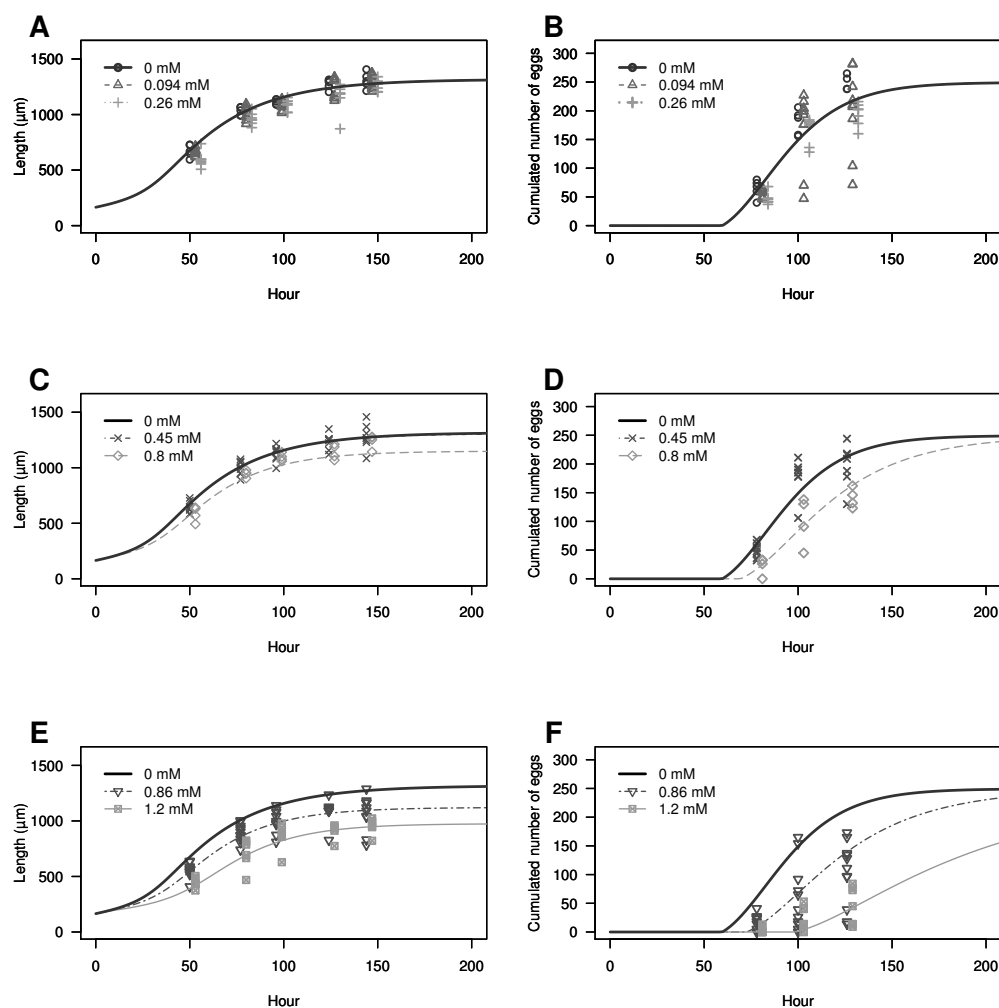 A
Length (μm)
1500
1000
500
0
0 mM
0.094 mM
0.26 mM
0 50 100 150 200
Hour
B
Cumulated number of eggs
300
250
200
150
100
50
0
0 mM
0.094 mM
0.26 mM
0 50 100 150 200
Hour
C
Length (μm)
1500
1000
500
0
0 mM
0.45 mM
0.8 mM
0 50 100 150 200
Hour
D
Cumulated number of eggs
300
250
200
150
100
50
0
0 mM
0.45 mM
0.8 mM
0 50 100 150 200
Hour
E
Length (μm)
1500
1000
500
0
0 mM
0.86 mM
1.2 mM
0 50 100 150 200
Hour
F
Cumulated number of eggs
300
250
200
150
100
50
0
0 mM
0.86 mM
1.2 mM
0 50 100 150 200
Hour